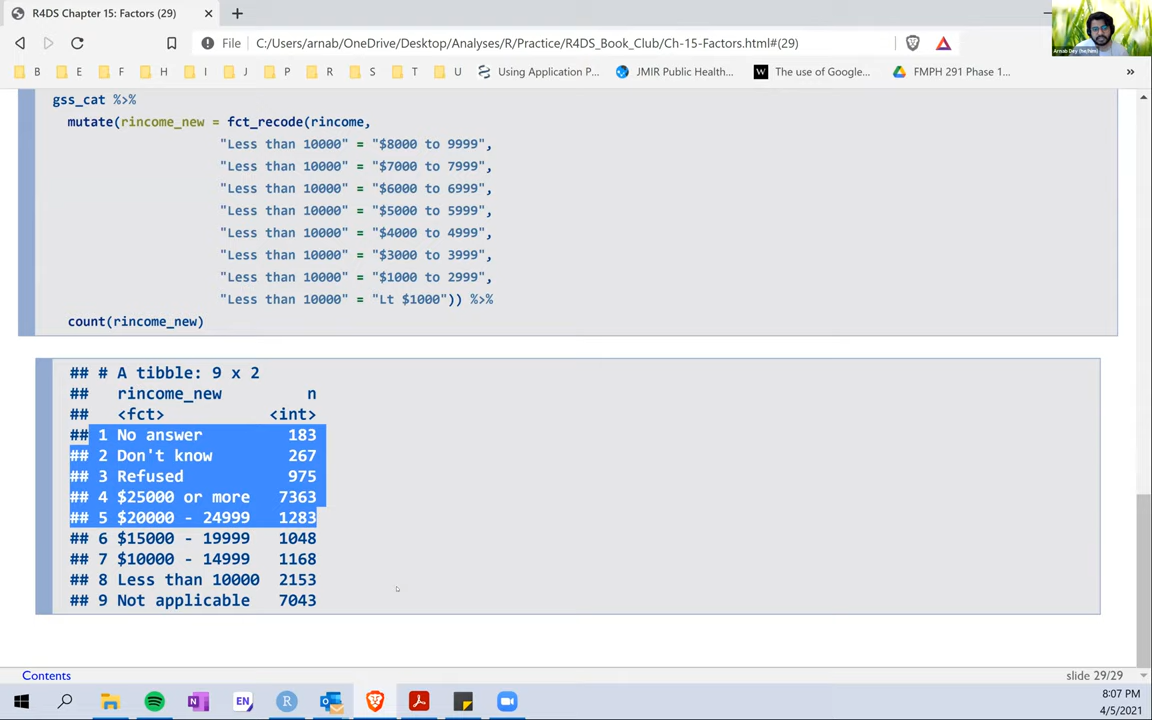 R4DS Chapter 15: Factors (29)
File C:/Users/arnab/OneDrive/Desktop/Analyses/R/Practice/R4DS_Book_Club/Ch-15-Factors.html#(29)
B E F H I J P R S T U Using Application P... JMIR Public Health... W The use of Google... FMPH 291 Phase 1... »
gss_cat %>%
mutate(rincome_new = fct_recode(rincome,
"Less than 10000" = "$8000 to 9999",
"Less than 10000" = "$7000 to 7999",
"Less than 10000" = "$6000 to 6999",
"Less than 10000" = "$5000 to 5999",
"Less than 10000" = "$4000 to 4999",
"Less than 10000" = "$3000 to 3999",
"Less than 10000" = "$1000 to 2999",
"Less than 10000" = "Lt $1000")) %>%
count(rincome_new)
## # A tibble: 9 x 2
## rincome_new n
## <fct> <int>
## 1 No answer 183
## 2 Don't know 267
## 3 Refused 975
## 4 $25000 or more 7363
## 5 $20000 - 24999 1283
## 6 $15000 - 19999 1048
## 7 $10000 - 14999 1168
## 8 Less than 10000 2153
## 9 Not applicable 7043
Contents slide 29/29
N EN R
8:07 PM
4/5/2021